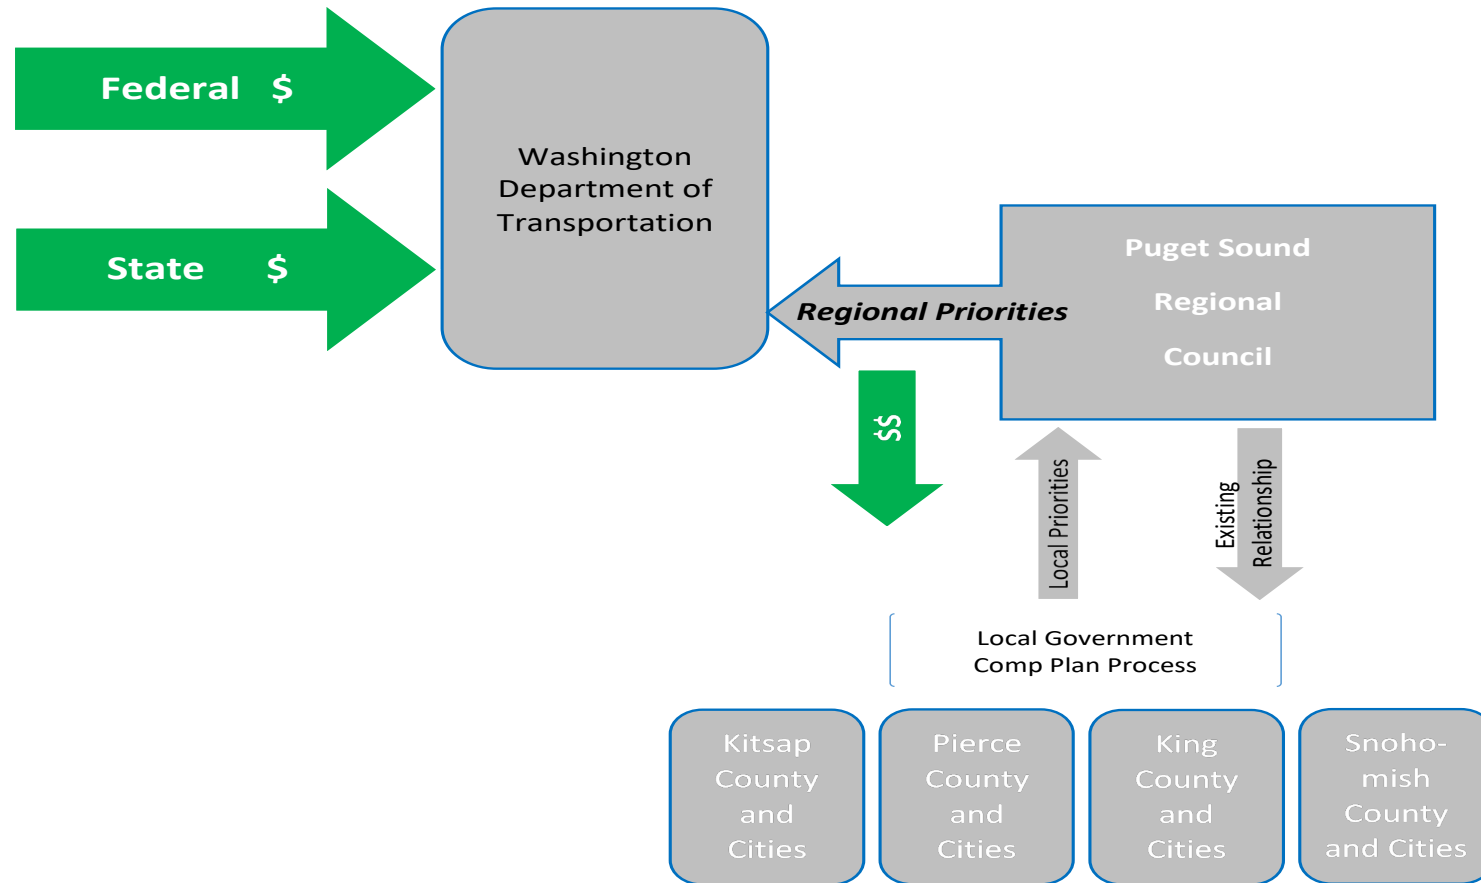 Federal $
State $
Washington
Department of
Transportation
Puget Sound
Regional
Council
Regional Priorities
$$
Local Priorities
Existing
Relationship
Local Government
Comp Plan Process
Kitsap
County
and
Cities
Pierce
County
and
Cities
King
County
and
Cities
Snoho-
mish
County
and Cities